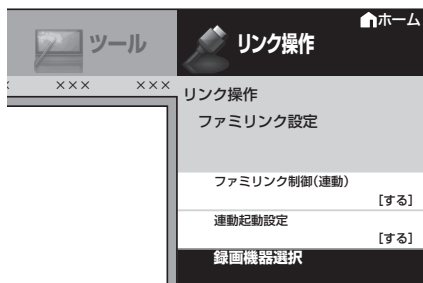 ホーム
ツール
リンク操作
××× ×××
リンク操作
ファミリンク設定
ファミリンク制御(連動)
[する]
連動起動設定
[する]
録画機器選択